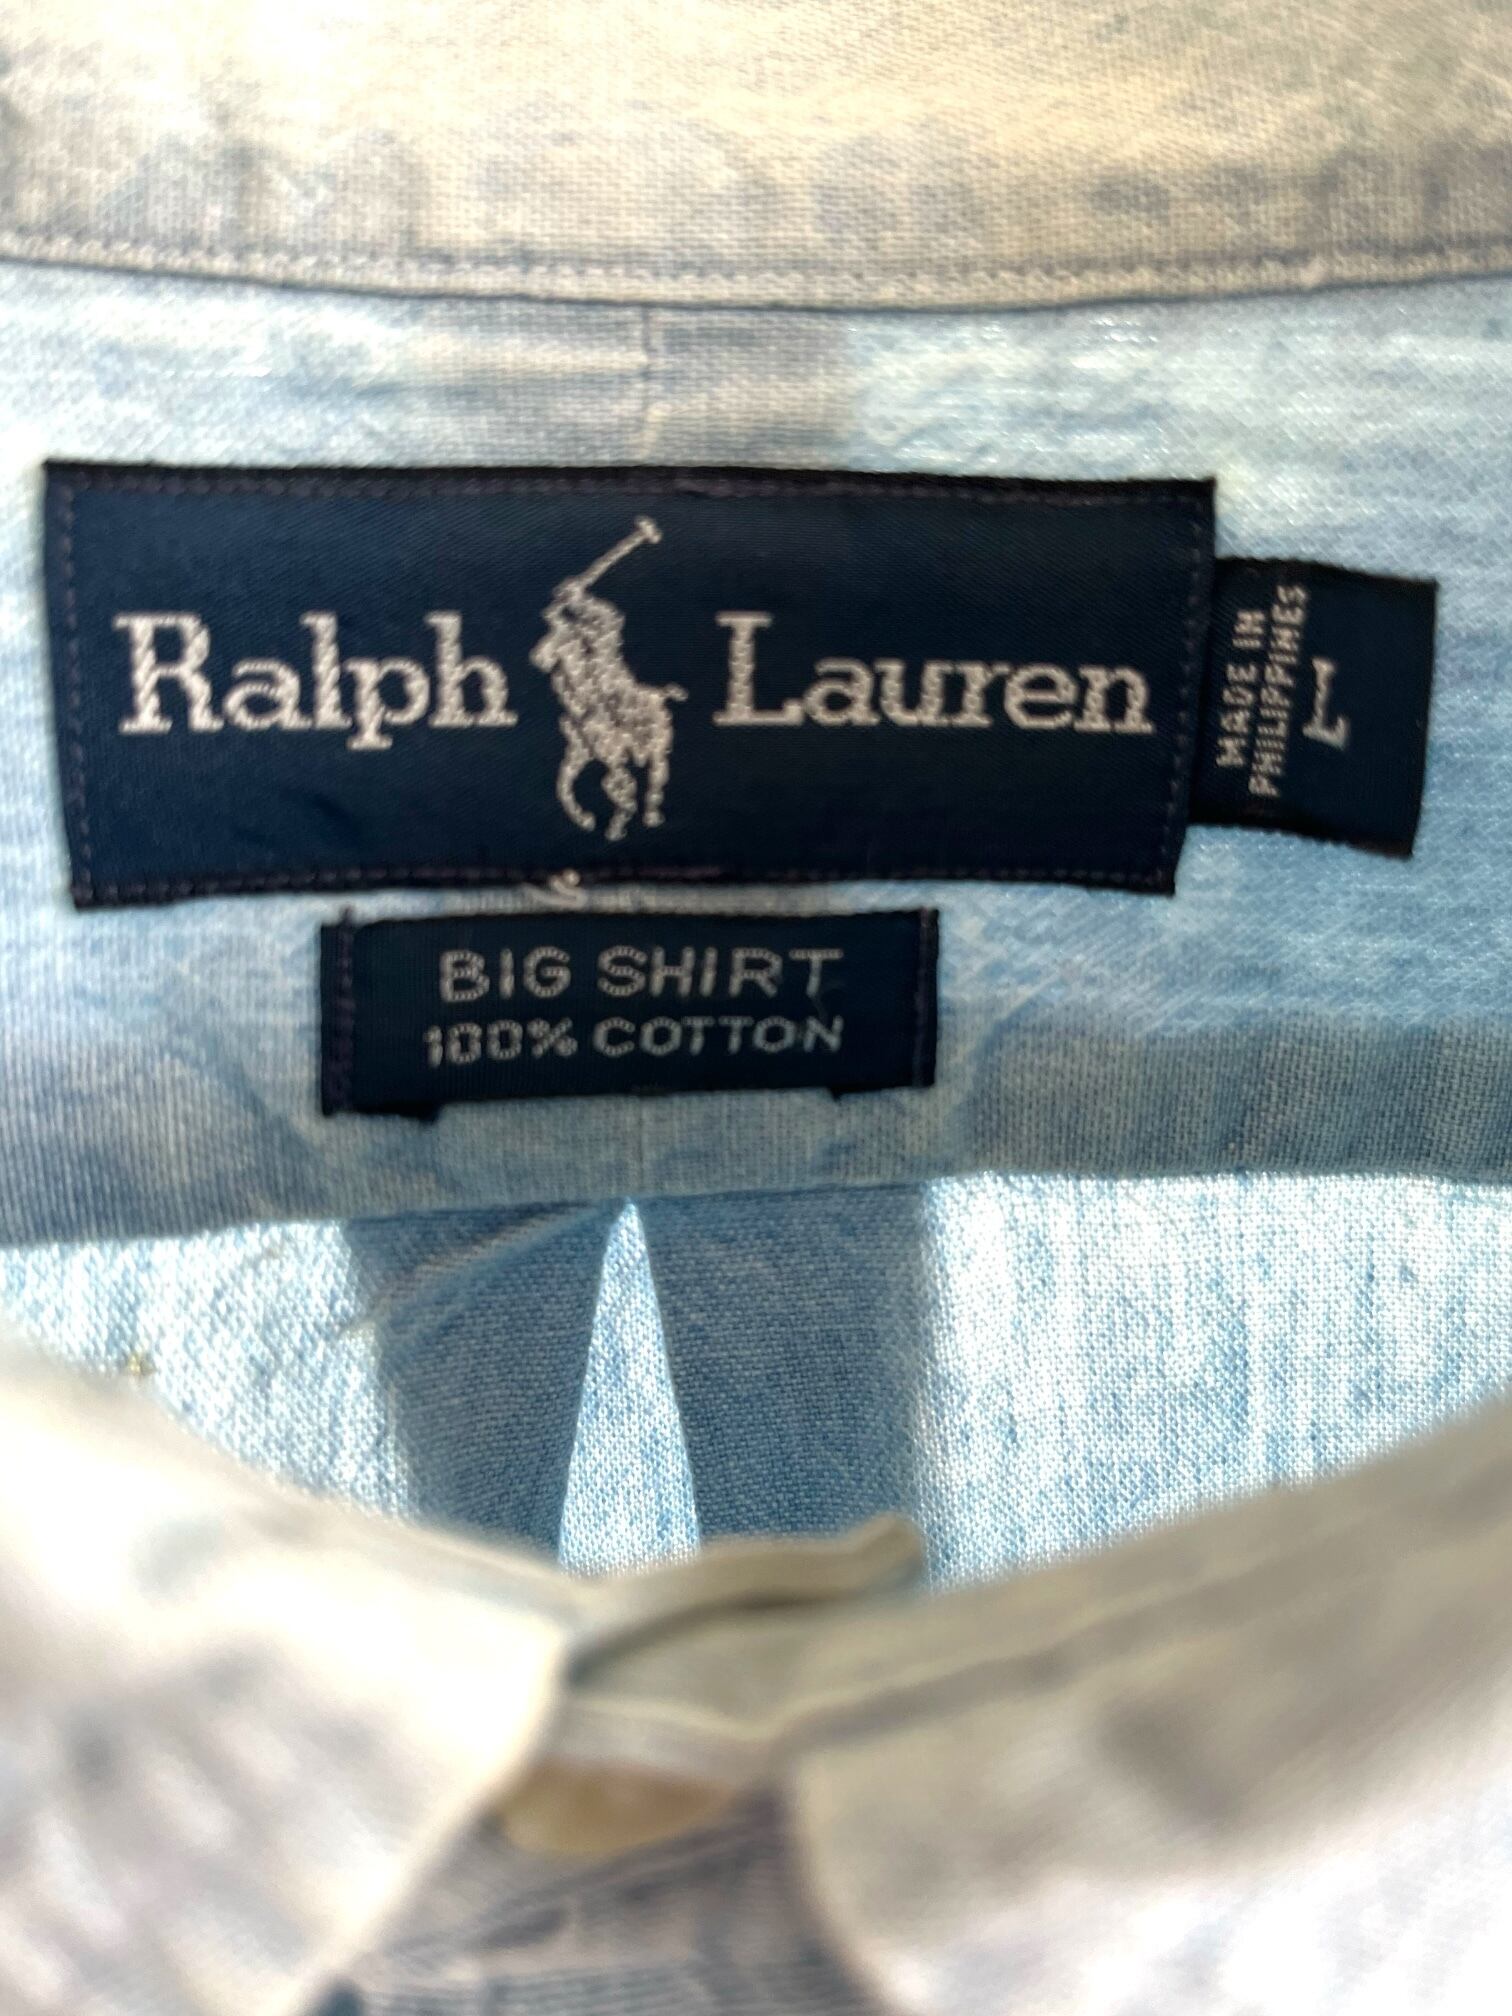 Ralph Lauren
MADE IN
PHILIPPINES
L
BIG SHIRT
100% COTTON